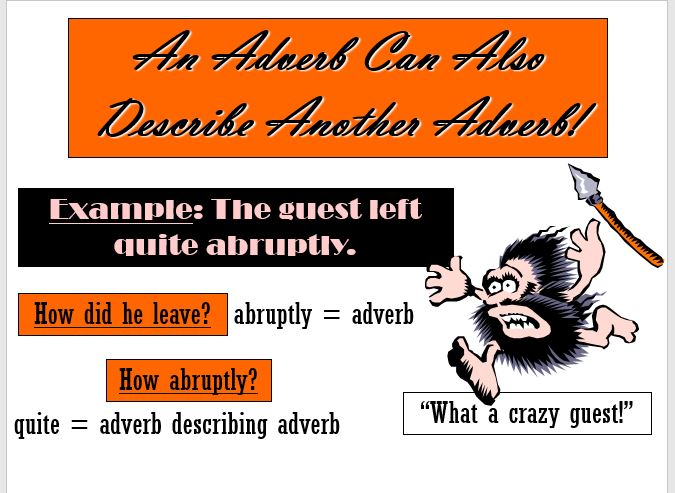 An Adverb Can Also
Describe Another Adverb!
Example: The guest left
quite abruptly.
How did he leave? abruptly = adverb
How abruptly?
quite = adverb describing adverb
“What a crazy guest!”